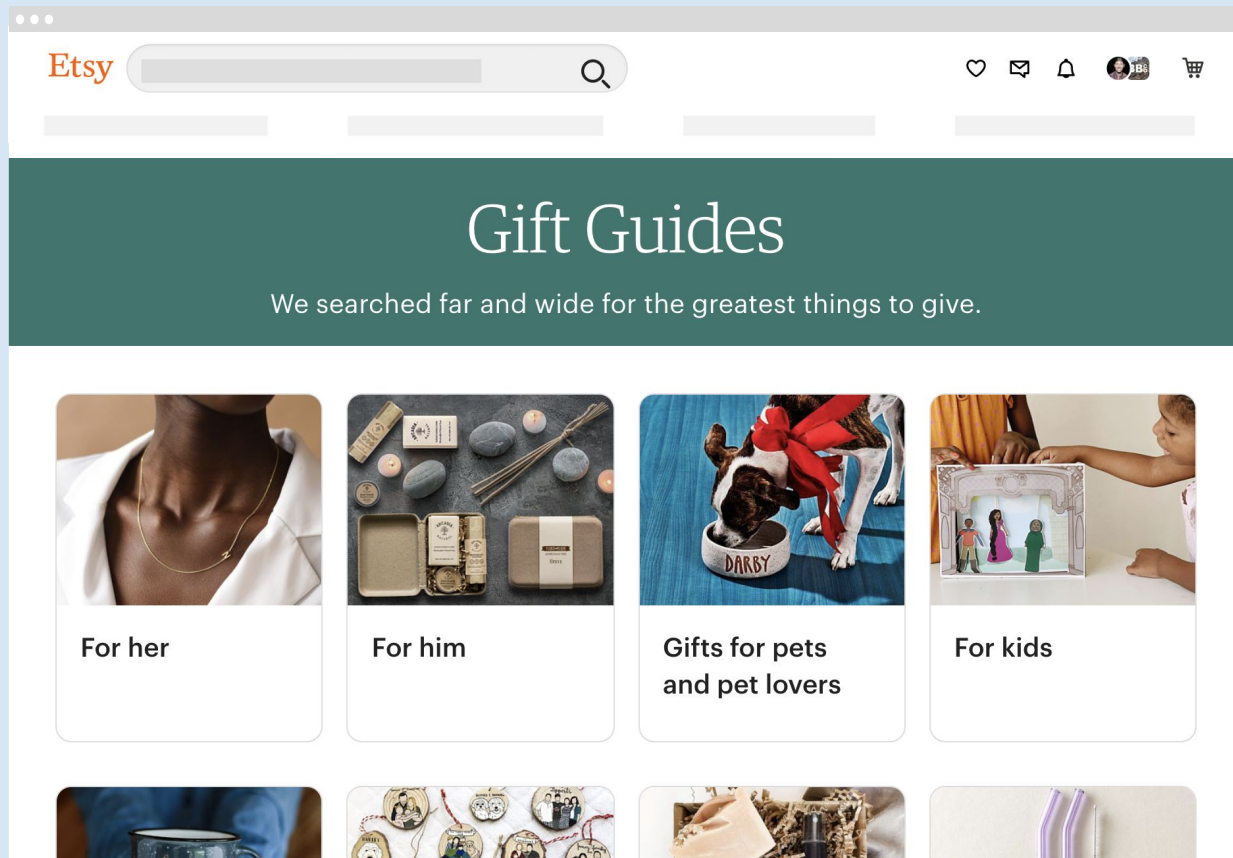 Etsy
Gift Guides
We searched far and wide for the greatest things to give.
DARBY
For her
For him
Gifts for pets
and pet lovers
For kids